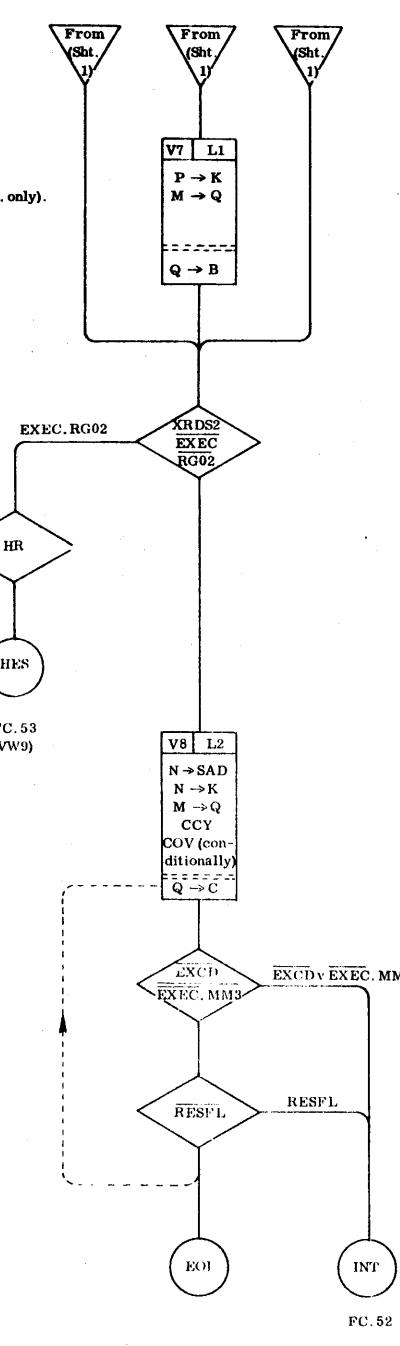 From
(Sht.
1)
From
(Sht.
1)
From
(Sht.
1)
V7 L1
P → K
M → Q
. only).
Q → B
EXEC.RG02
XRDS2
EXEC
RG02
HR
HES
FC.53
VW9)
V8 L2
N → SAD
N → K
M → Q
CCY
COV (con-
ditionally)
Q → C
EXCD
EXEC.MM3
EXCD v EXEC.MM
RESFL
RESFL
EOI
INT
FC.52